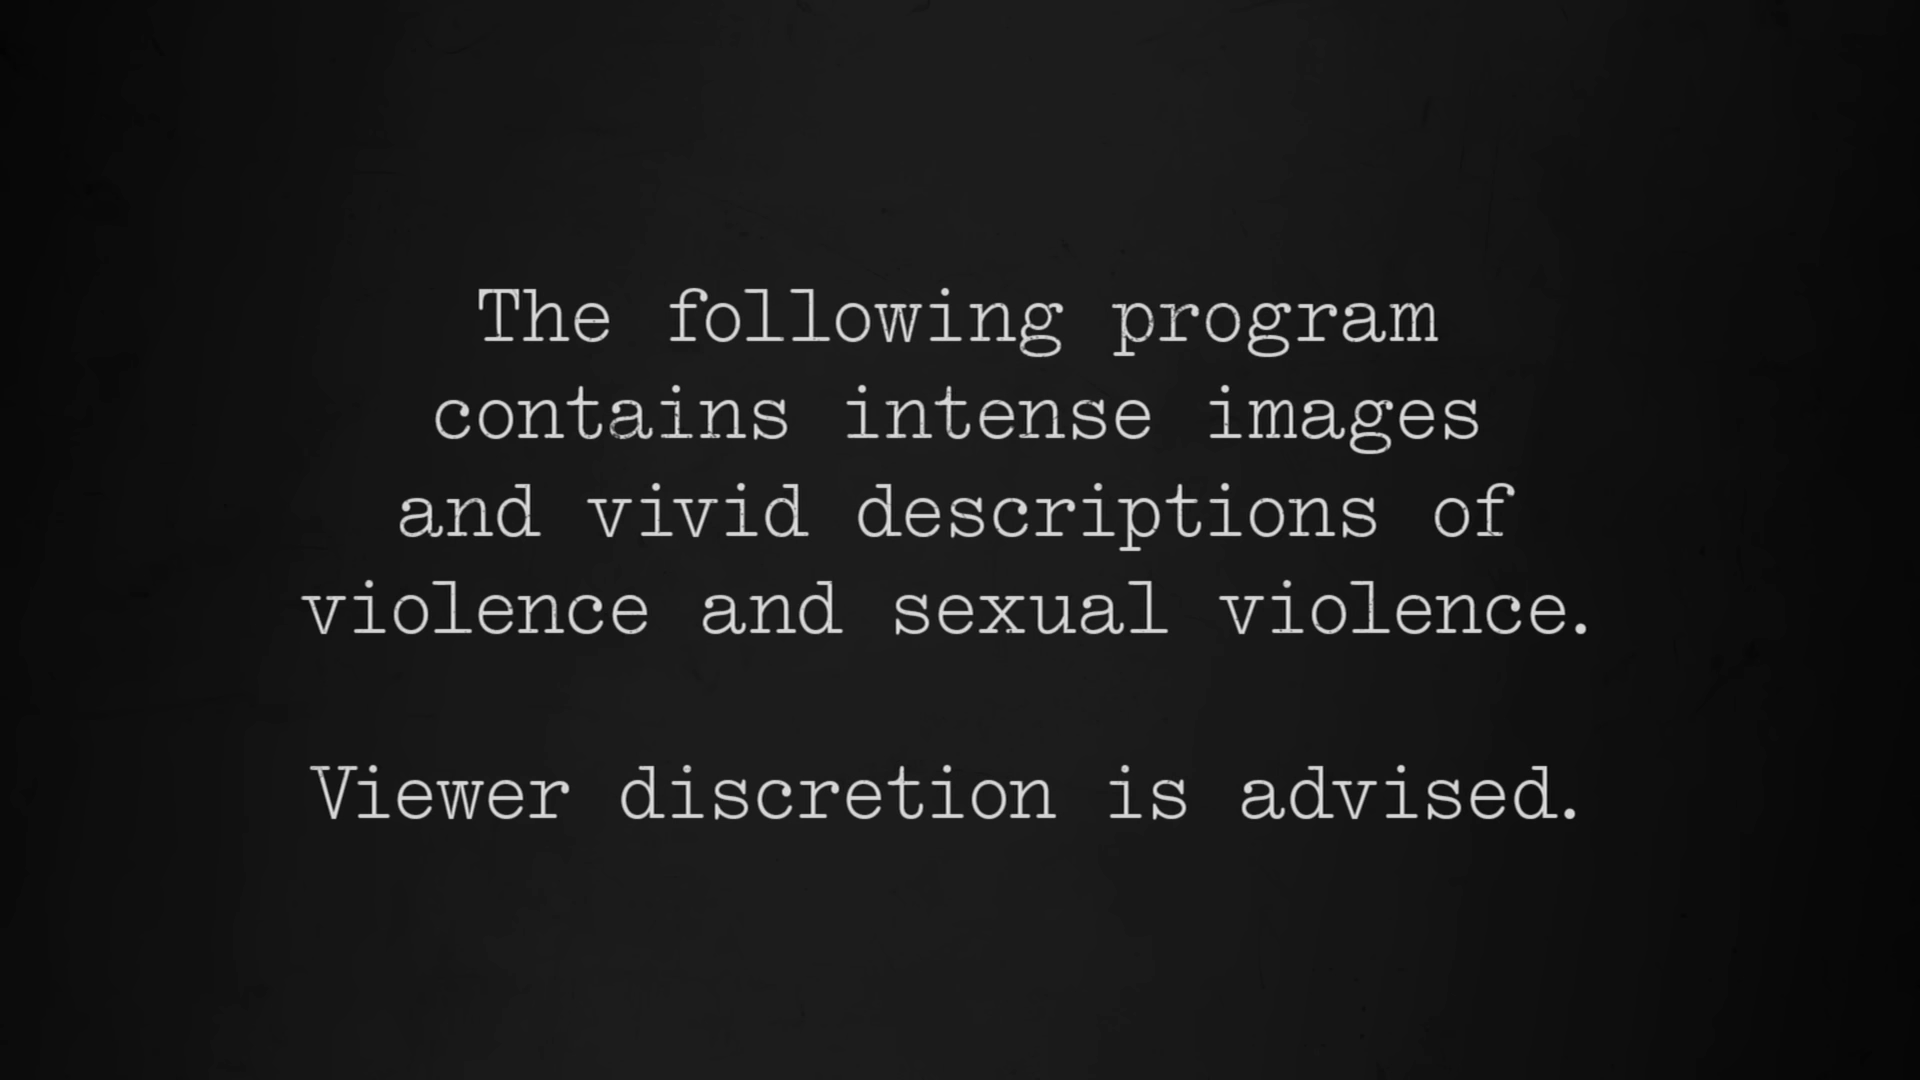 The following program
contains intense images
and vivid descriptions of
violence and sexual violence.
Viewer discretion is advised.